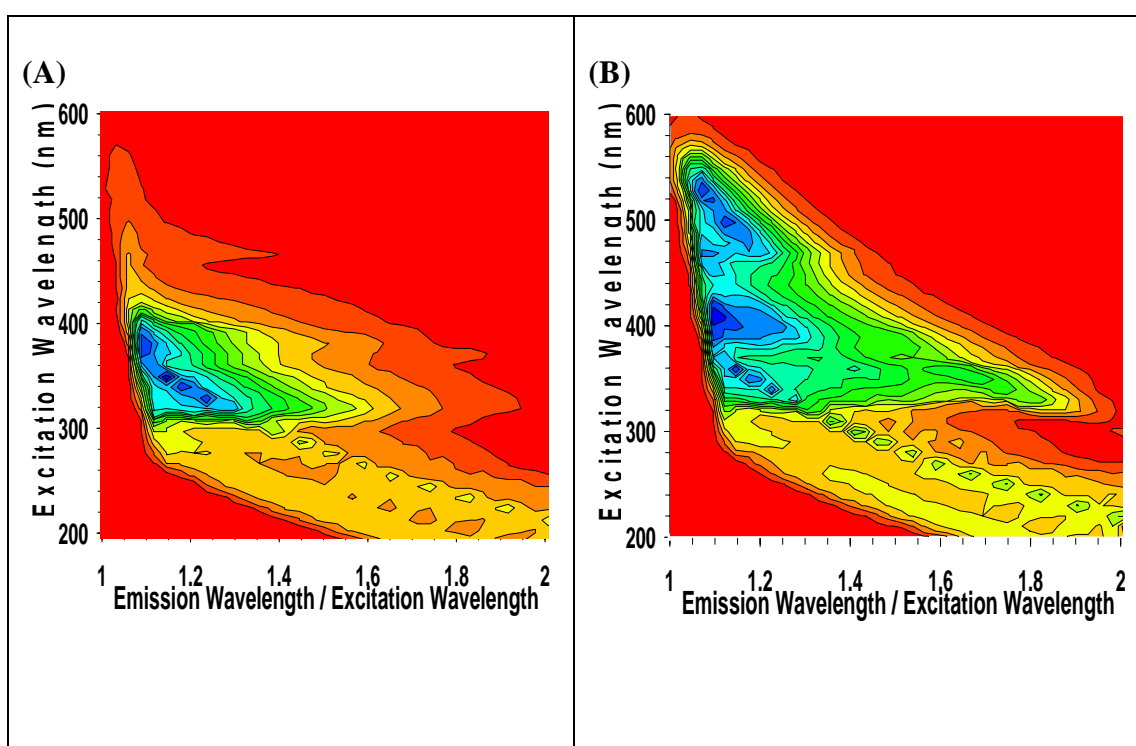 (A)
Excitation Wavelength (nm)
600
500
400
300
200
1 1.2 1.4 1.6 1.8 2
Emission Wavelength / Excitation Wavelength
(B)
Excitation Wavelength (nm)
600
500
400
300
200
1 1.2 1.4 1.6 1.8 2
Emission Wavelength / Excitation Wavelength